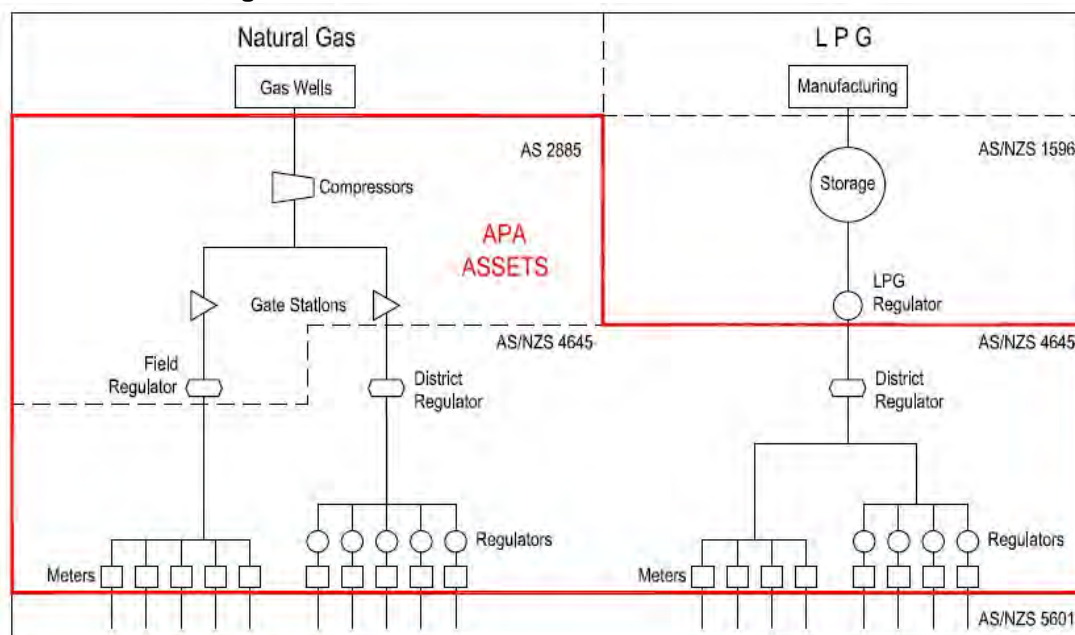 Natural Gas
L P G
Gas Wells
Manufacturing
AS 2885
AS/NZS 1596
Compressors
Storage
APA
ASSETS
LPG
Regulator
Gate Stations
AS/NZS 4645
AS/NZS 4645
Field
Regulator
District
Regulator
District
Regulator
Regulators
Regulators
Meters
Meters
AS/NZS 5601